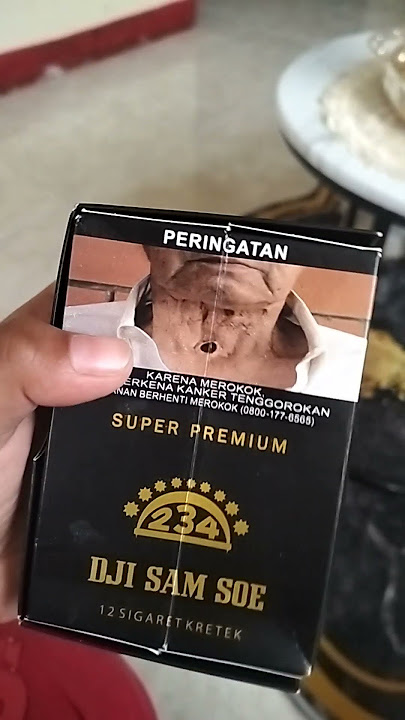 PERINGATAN
KARENA MEROKOK,
TERKENA KANKER TENGGOROKAN
BERHENTI MEROKOK (0800-177-6565)
SUPER PREMIUM
234
DJI SAM SOE
12 SIGARET KRETEK